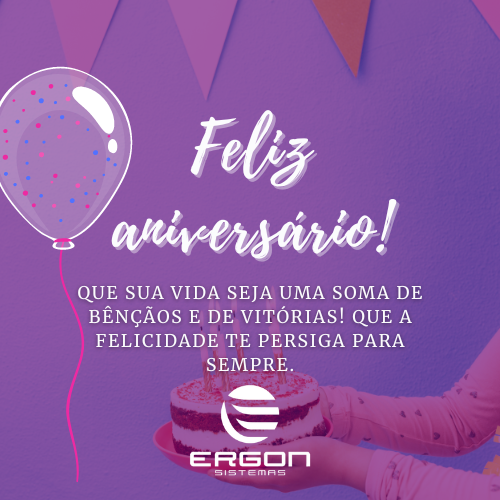 Feliz
aniversário!
QUE SUA VIDA SEJA UMA SOMA DE
BÊNÇÃOS E DE VITÓRIAS! QUE A
FELICIDADE TE PERSIGA PARA
SEMPRE.
ERGON
SISTEMAS